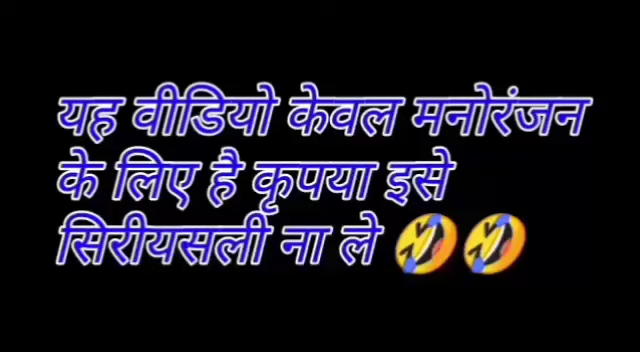 यह वीडियो केवल मनोरंजन
के लिए है कृपया इसे
सिरीयसली ना ले 🤣🤣